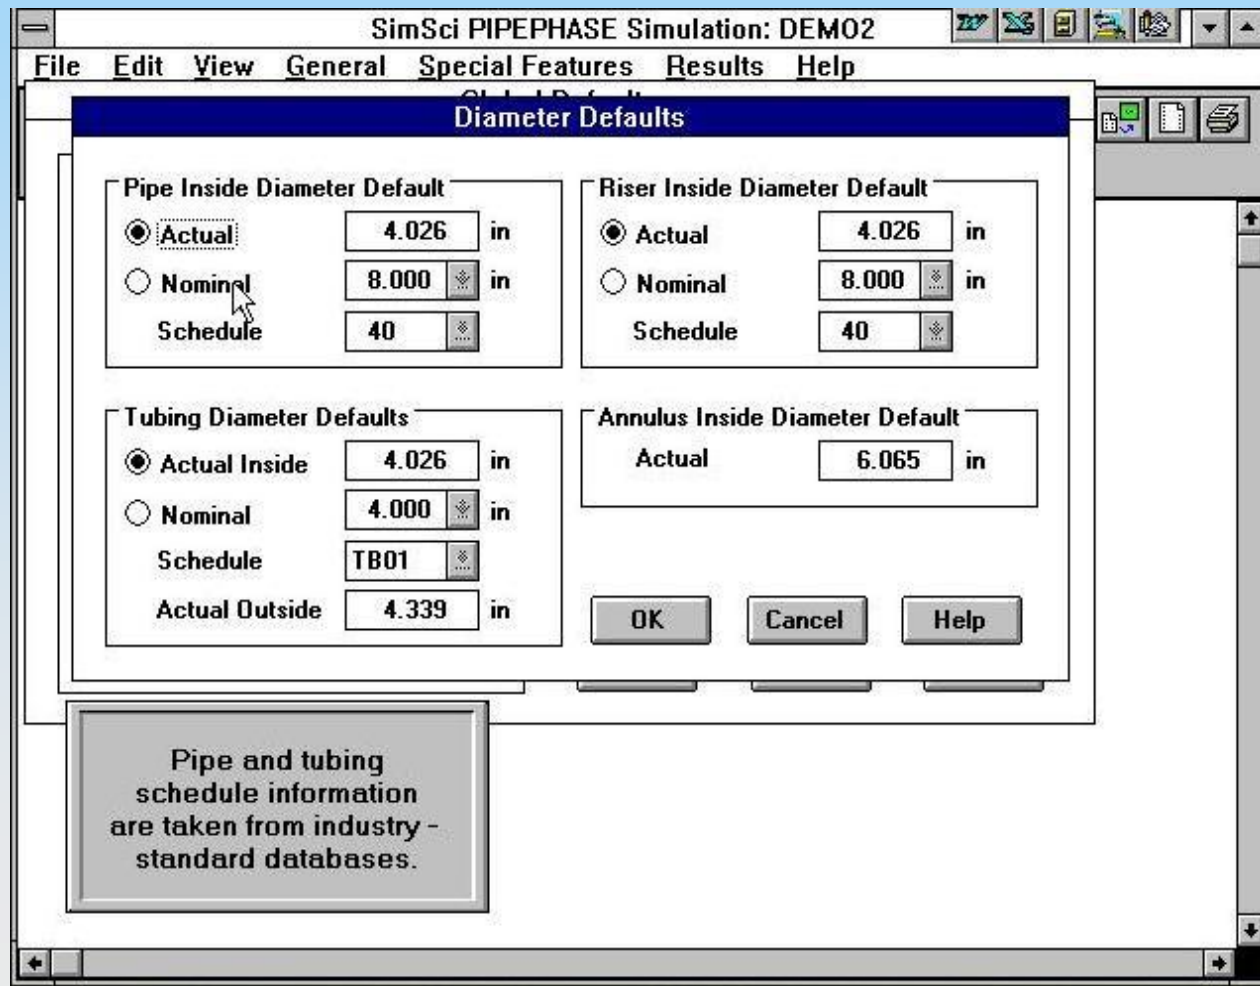 SimSci PIPEPHASE Simulation: DEMO2
File Edit View General Special Features Results Help
Diameter Defaults
Pipe Inside Diameter Default
Actual 4.026 in
Nominal 8.000 in
Schedule 40
Riser Inside Diameter Default
Actual 4.026 in
Nominal 8.000 in
Schedule 40
Tubing Diameter Defaults
Actual Inside 4.026 in
Nominal 4.000 in
Schedule TB01
Actual Outside 4.339 in
Annulus Inside Diameter Default
Actual 6.065 in
OK Cancel Help
Pipe and tubing
schedule information
are taken from industry -
standard databases.